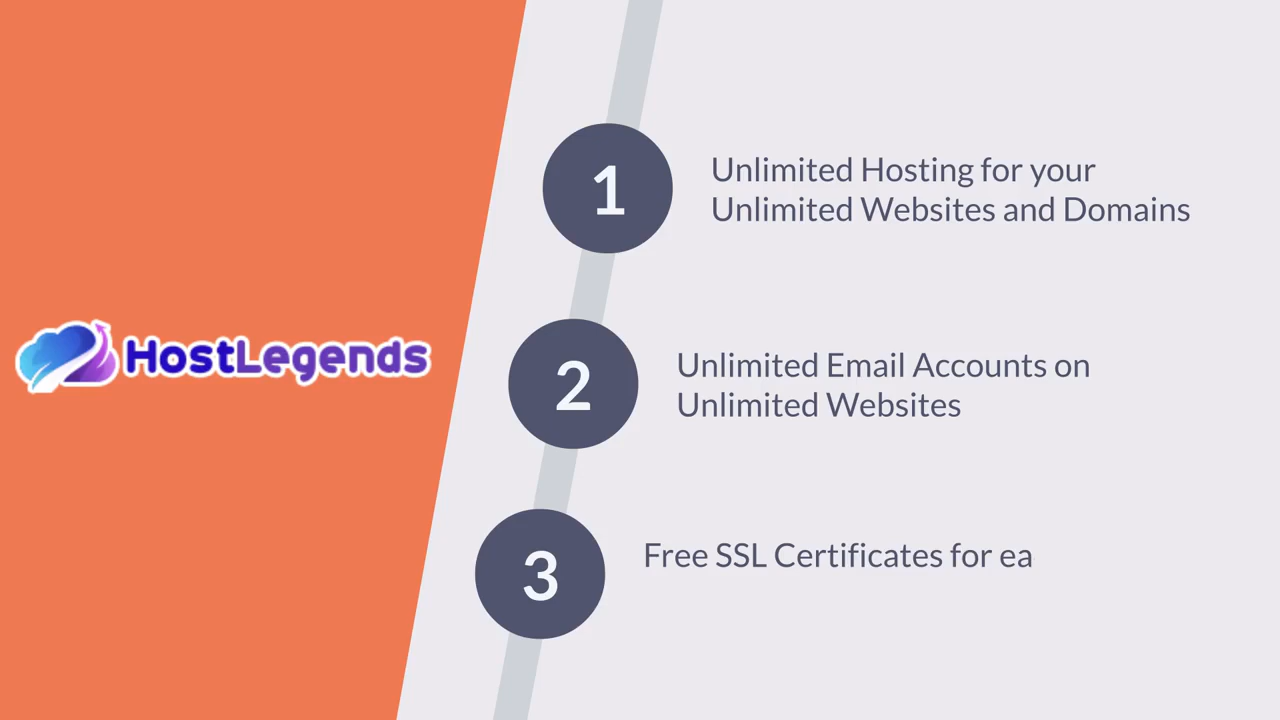 HostLegends
1
Unlimited Hosting for your
Unlimited Websites and Domains
2
Unlimited Email Accounts on
Unlimited Websites
3
Free SSL Certificates for ea